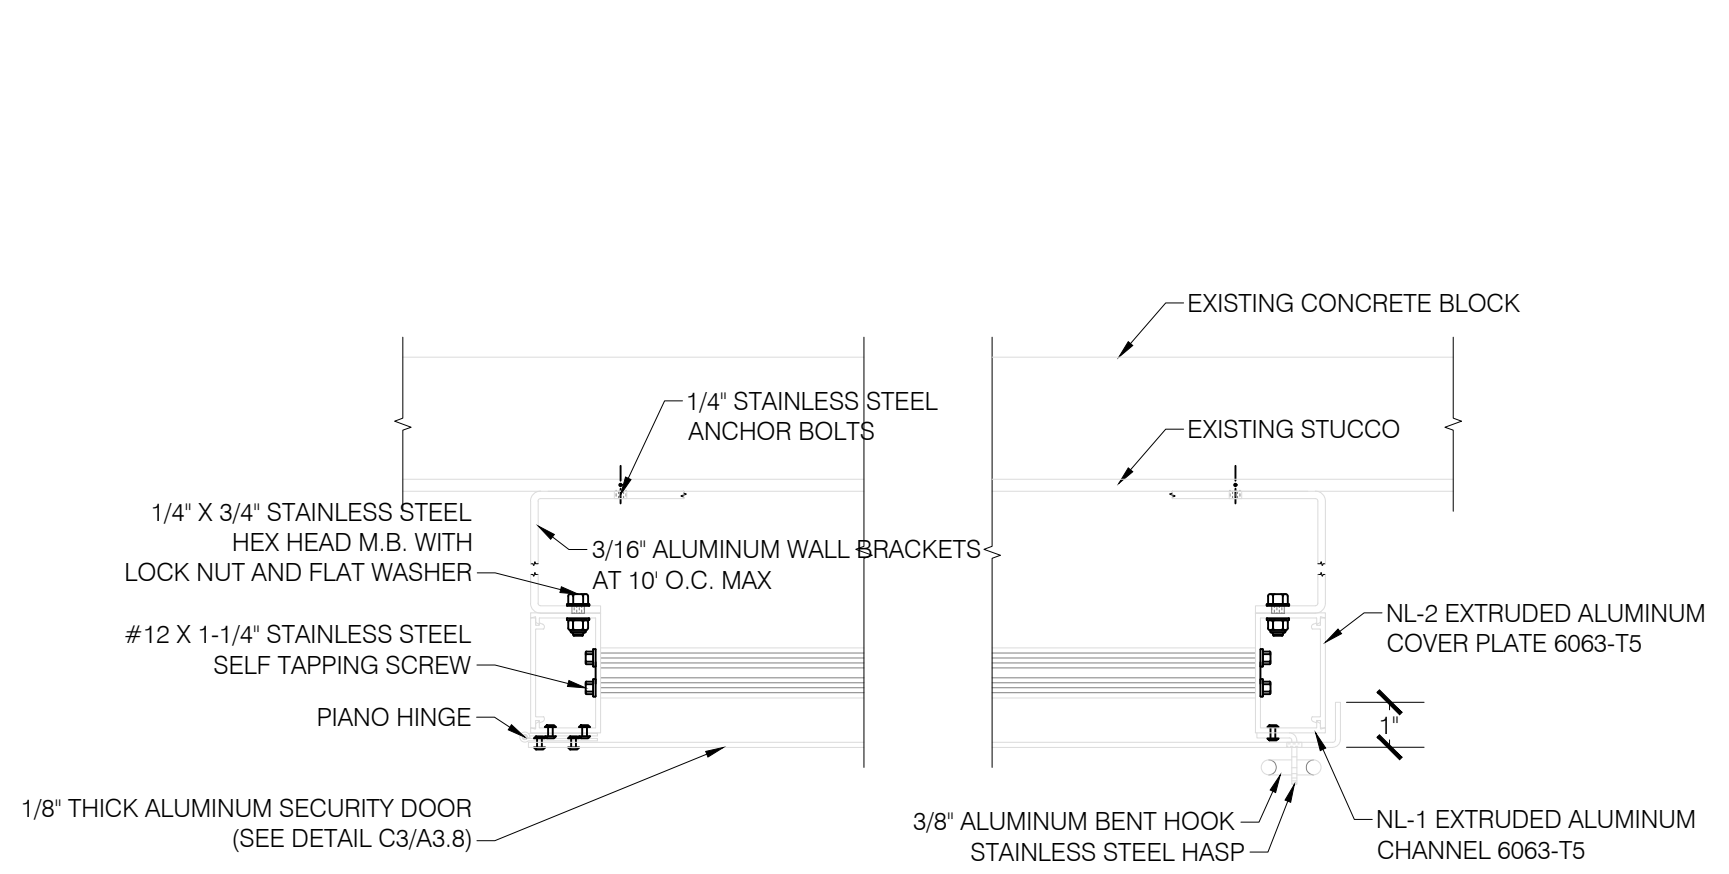 EXISTING CONCRETE BLOCK
1/4" STAINLESS STEEL
ANCHOR BOLTS
EXISTING STUCCO
1/4" X 3/4" STAINLESS STEEL
HEX HEAD M.B. WITH
LOCK NUT AND FLAT WASHER
3/16" ALUMINUM WALL BRACKETS
AT 10' O.C. MAX
#12 X 1-1/4" STAINLESS STEEL
SELF TAPPING SCREW
NL-2 EXTRUDED ALUMINUM
COVER PLATE 6063-T5
PIANO HINGE
1"
1/8" THICK ALUMINUM SECURITY DOOR
(SEE DETAIL C3/A3.8)
3/8" ALUMINUM BENT HOOK
STAINLESS STEEL HASP
NL-1 EXTRUDED ALUMINUM
CHANNEL 6063-T5